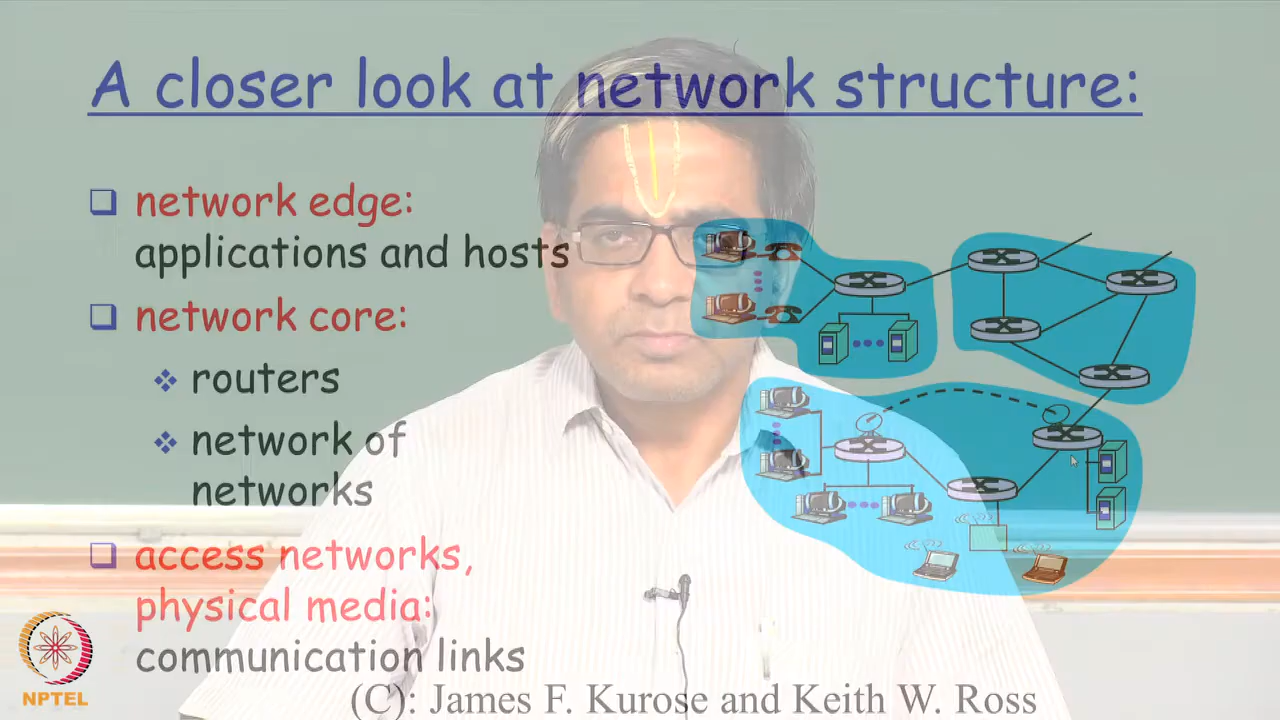 A closer look at network structure:
network edge:
applications and hosts
network core:
routers
network of
networks
access networks,
physical media:
communication links
(C): James F. Kurose and Keith W. Ross
NPTEL